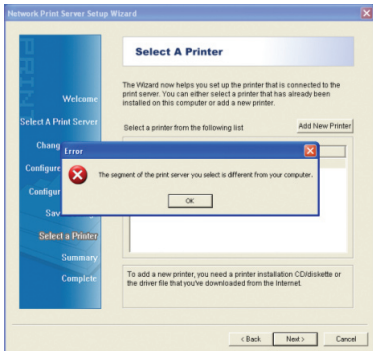 Network Print Server Setup Wizard
PRINT
Select A Printer
The Wizard now helps you set up the printer that is connected to the
print server. You can either select a printer that has already been
installed on this computer or add a new printer.
Welcome
Select A Print Server
Select a printer from the following list
Add New Printer
Chang
Error
Configure
The segment of the print server you select is different from your computer.
Configur
OK
Sav
Select a Printer
Summary
To add a new printer, you need a printer installation CD/diskette or
the driver file that you've downloaded from the Internet.
Complete
< Back
Next >
Cancel